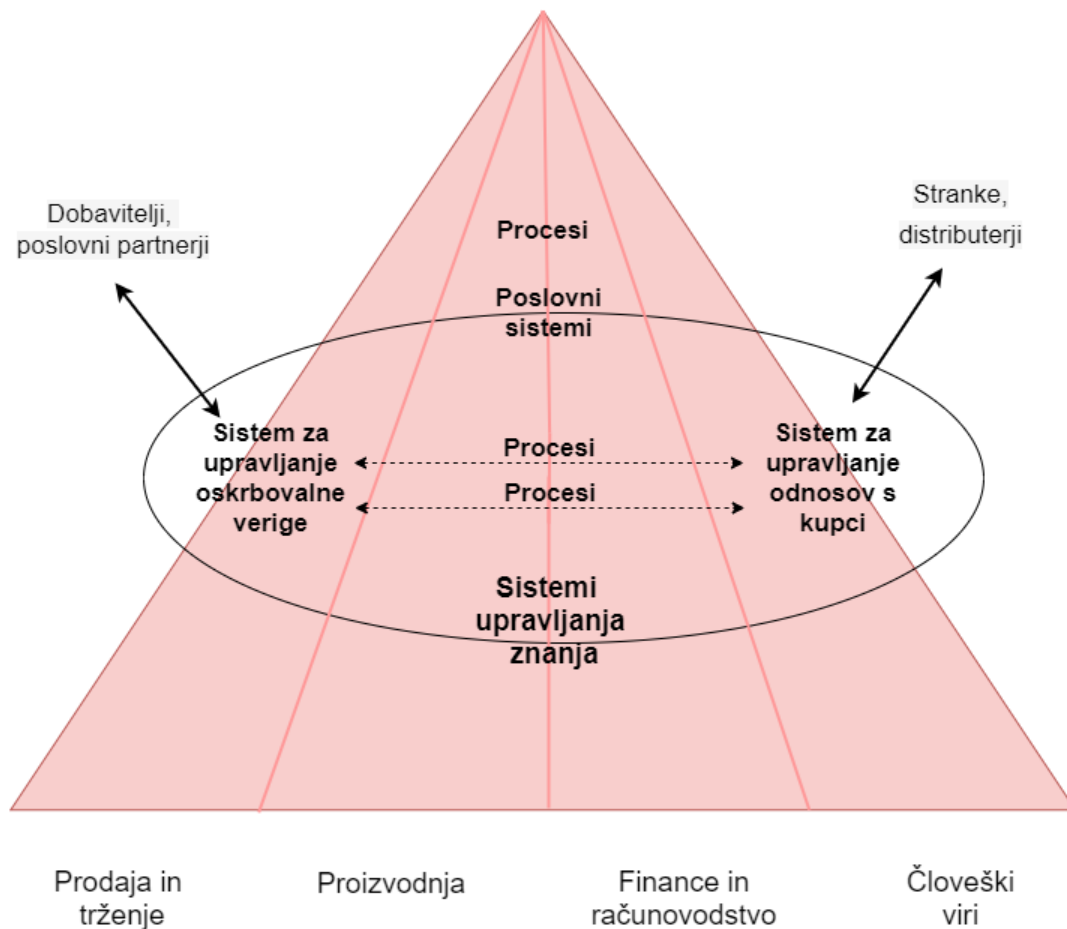 Procesi
Dobavitelji,
poslovni partnerji
Stranke,
distributerji
Poslovni
sistemi
Sistem za
upravljanje
oskrbovalne
verige
Procesi
Procesi
Sistem za
upravljanje
odnosov s
kupci
Sistemi
upravljanja
znanja
Prodaja in
trženje
Proizvodnja
Finance in
računovodstvo
Človeški
viri